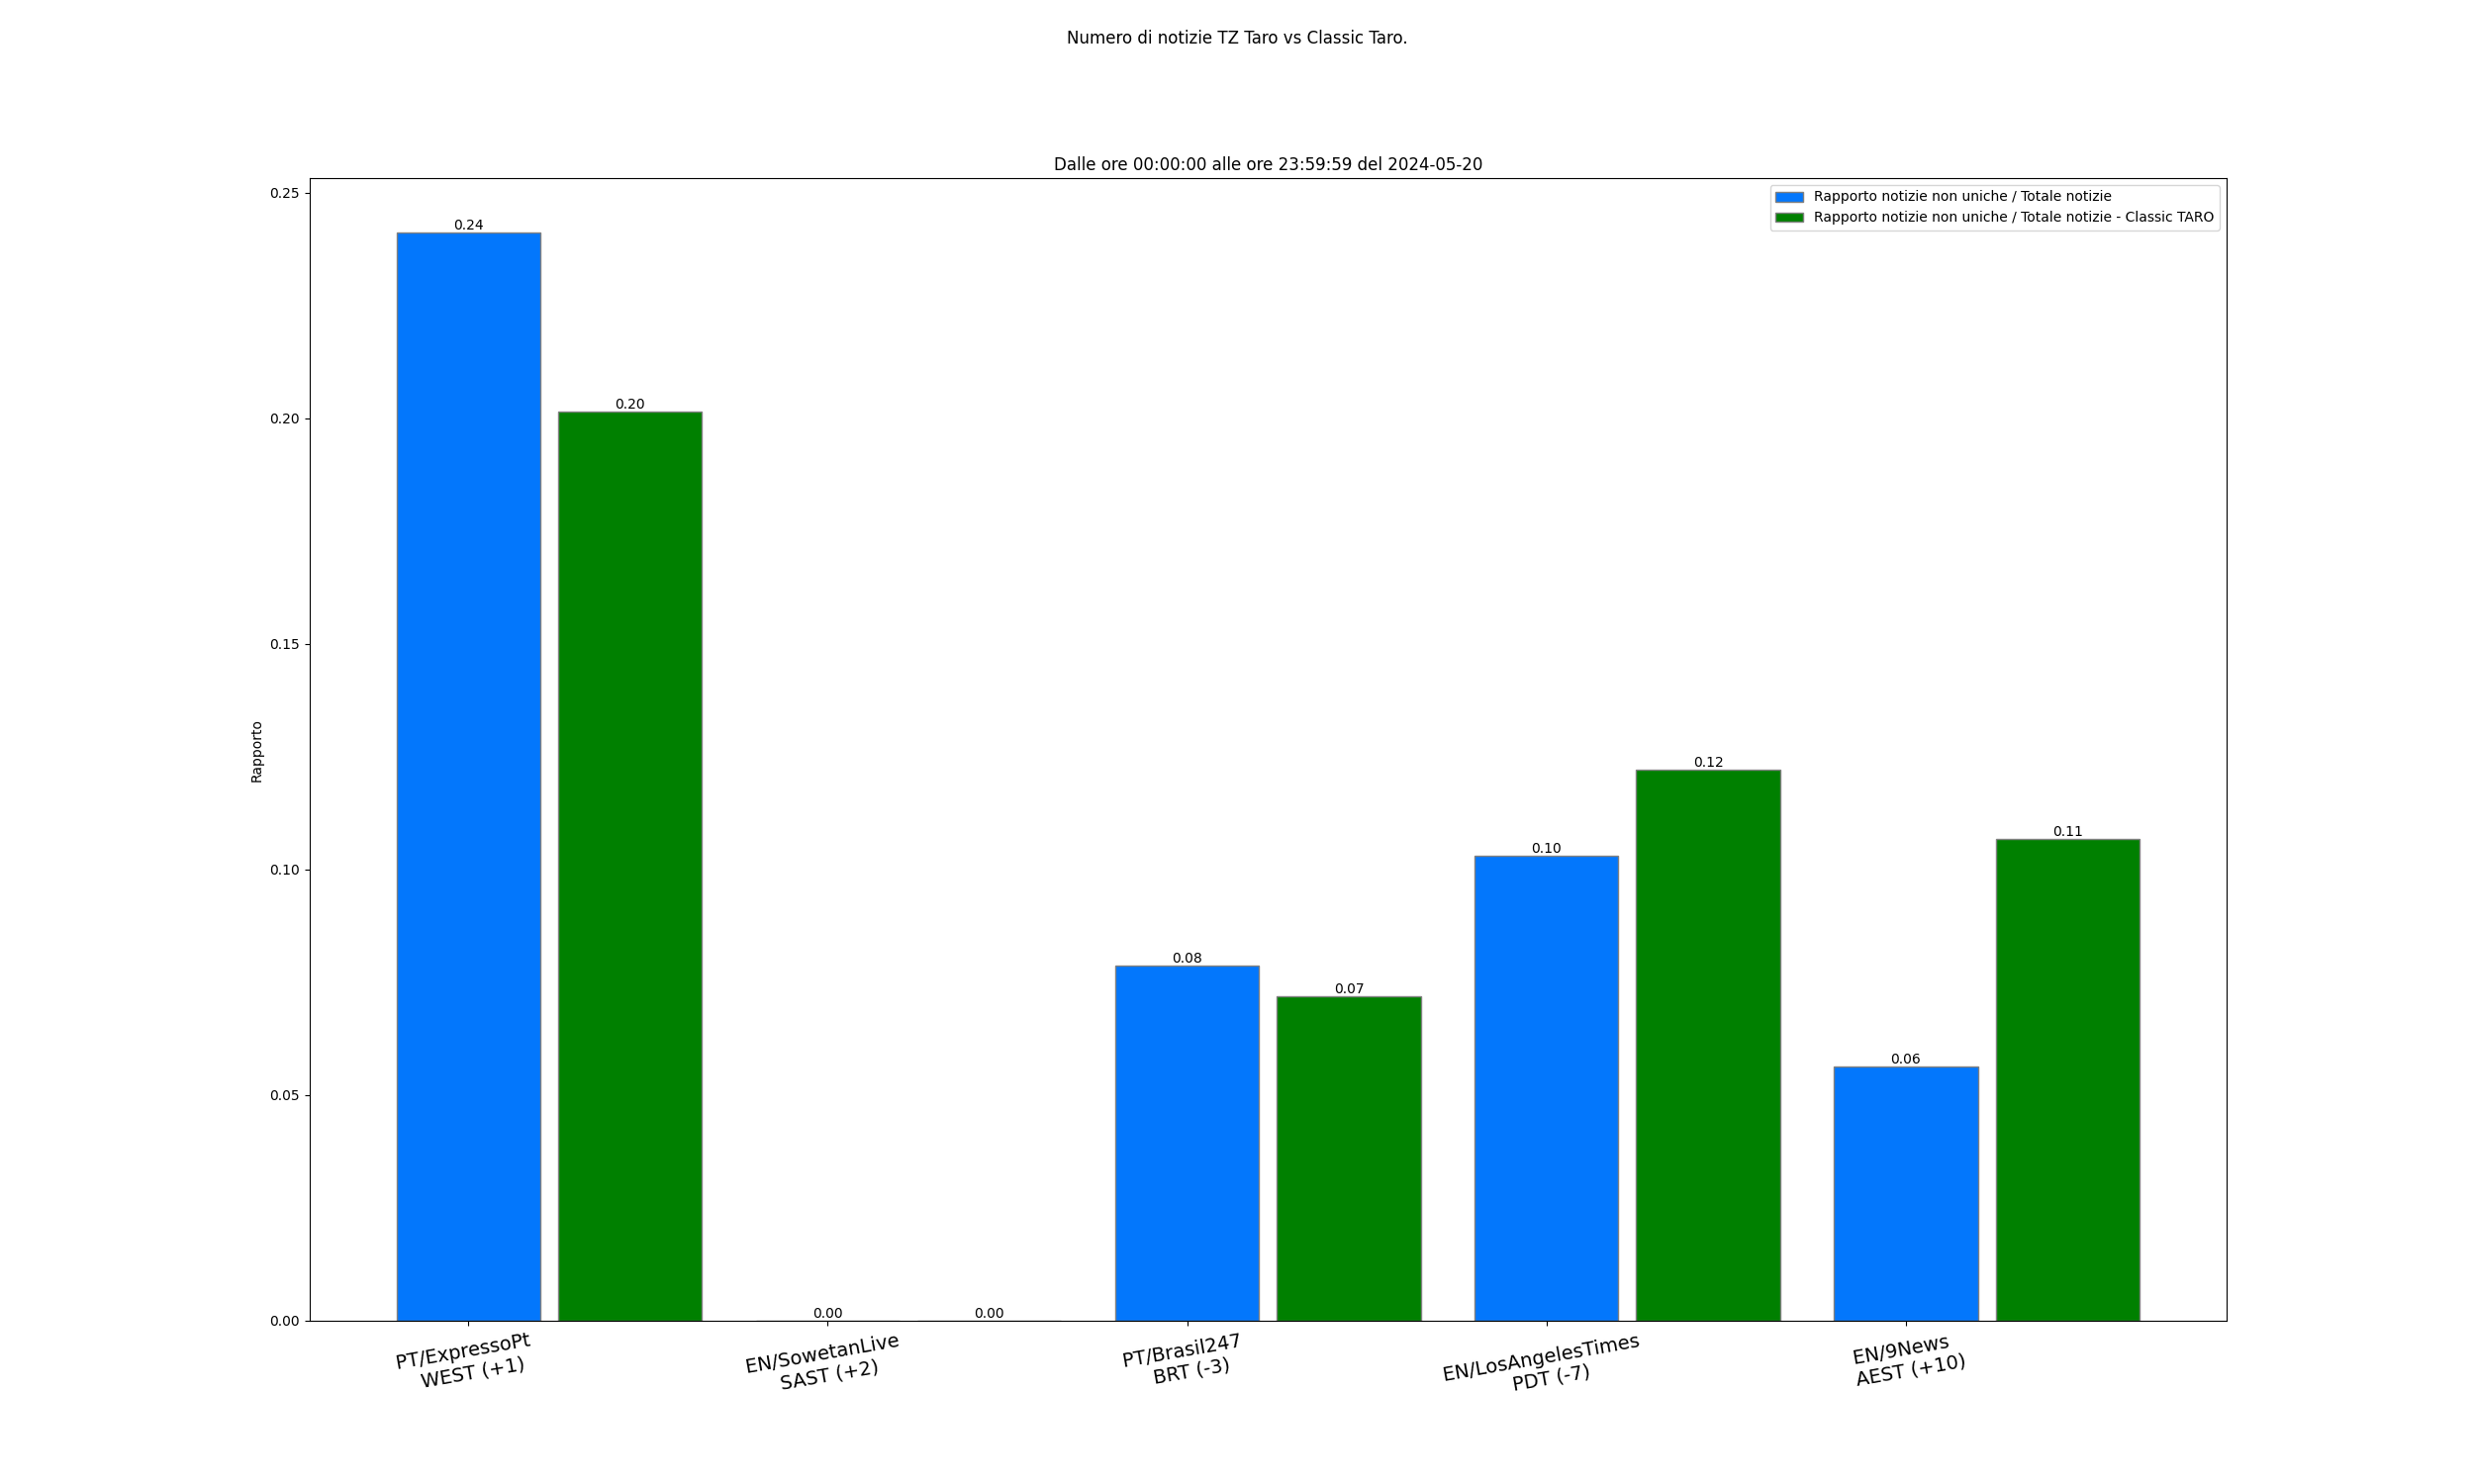 Numero di notizie TZ Taro vs Classic Taro.
Dalle ore 00:00:00 alle ore 23:59:59 del 2024-05-20
Rapporto notizie non uniche / Totale notizie
Rapporto notizie non uniche / Totale notizie - Classic TARO
Rapporto
0.25
0.20
0.15
0.10
0.05
0.00
0.24
0.20
0.00
0.00
0.08
0.07
0.10
0.12
0.06
0.11
PT/ExpressoPt
WEST (+1)
EN/SowetanLive
SAST (+2)
PT/Brasil247
BRT (-3)
EN/LosAngelesTimes
PDT (-7)
EN/9News
AEST (+10)